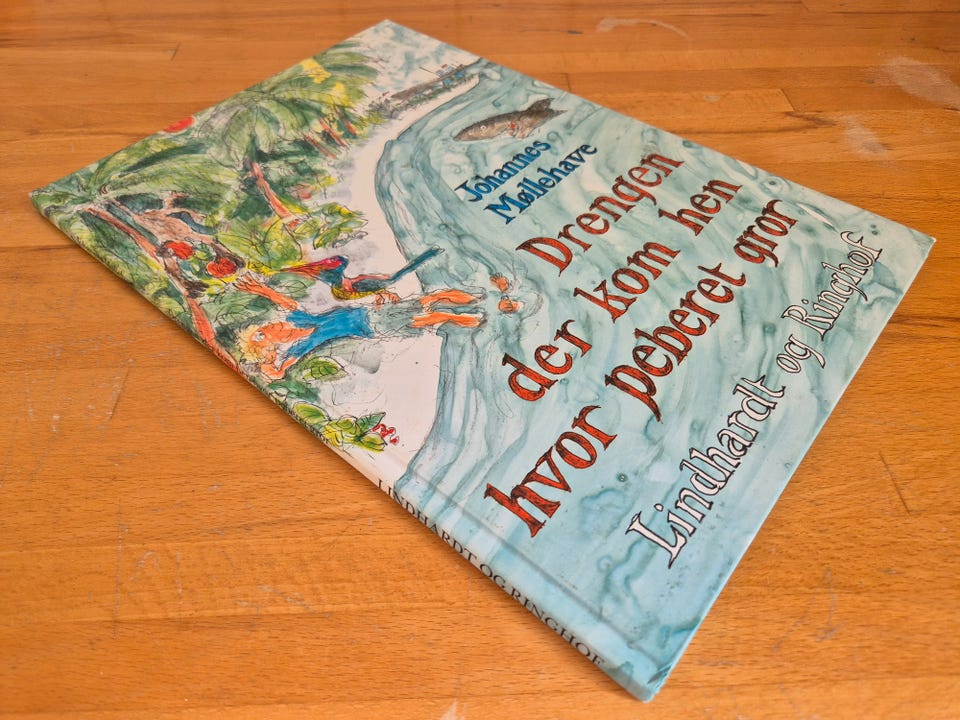 Johannes
Møllehave
Drengen
der kom hen
hvor peberet gror
Lindhardt og Ringhof
LINDHARDT OG RINGHOF